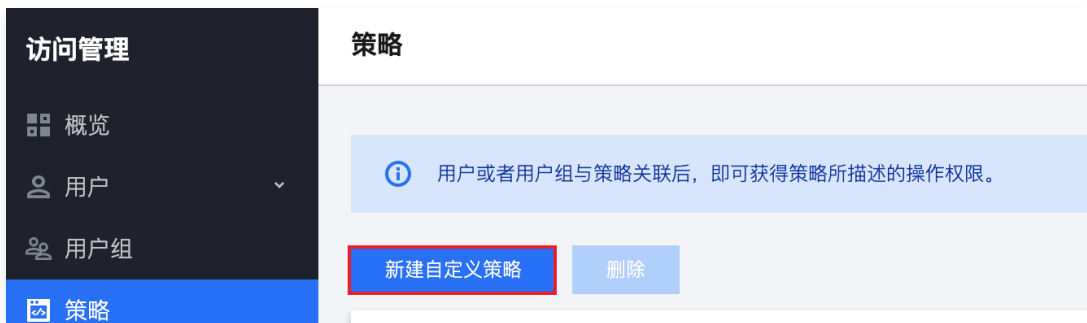 访问管理
概览
用户
用户组
策略
策略
用户或者用户组与策略关联后，即可获得策略所描述的操作权限。
新建自定义策略
删除